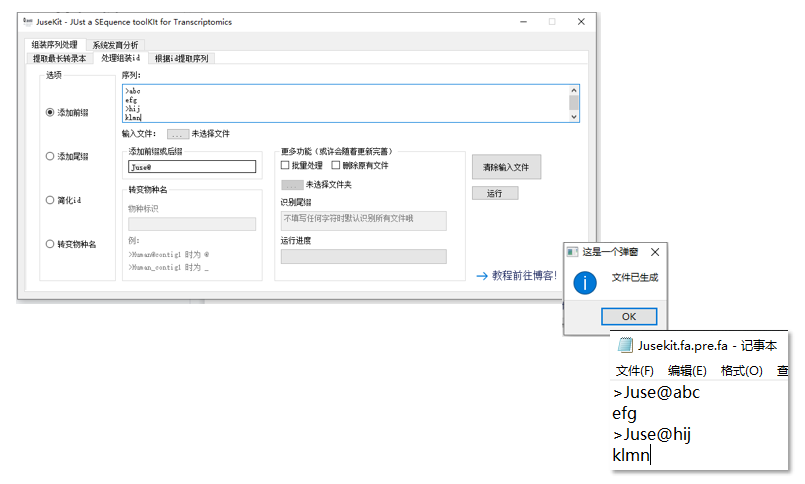 JuseKit - JUst a SEquence toolKIt for Transcriptomics
组装序列处理 系统发育分析
提取最长转录本 处理组装id 根据id提取序列
选项
添加前缀
添加尾缀
简化id
转变物种名
序列:
>abc
efg
>hij
klmn
输入文件: ... 未选择文件
添加前缀或后缀
Juse@
转变物种名
物种标识
例:
>Human@contig1 时为 @
>Human_contig1 时为 _
更多功能（或许会随着更新完善）
批量处理 删除原有文件
... 未选择文件夹
识别尾缀
不填写任何字符时默认识别所有文件哦
运行进度
清除输入文件
运行
→ 教程前往博客!
这是一个弹窗
文件已生成
OK
Jusekit.fa.pre.fa - 记事本
文件(F) 编辑(E) 格式(O) 查
>Juse@abc
efg
>Juse@hij
klmn